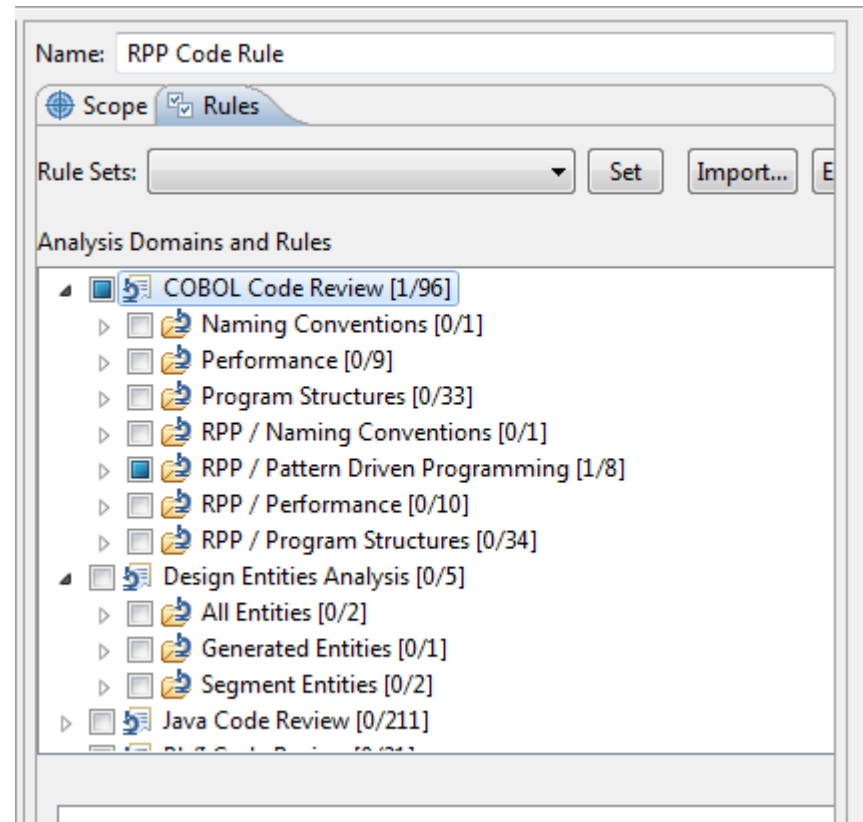 Name: RPP Code Rule
Scope Rules
Rule Sets: Set Import... E
Analysis Domains and Rules
COBOL Code Review [1/96]
Naming Conventions [0/1]
Performance [0/9]
Program Structures [0/33]
RPP / Naming Conventions [0/1]
RPP / Pattern Driven Programming [1/8]
RPP / Performance [0/10]
RPP / Program Structures [0/34]
Design Entities Analysis [0/5]
All Entities [0/2]
Generated Entities [0/1]
Segment Entities [0/2]
Java Code Review [0/211]